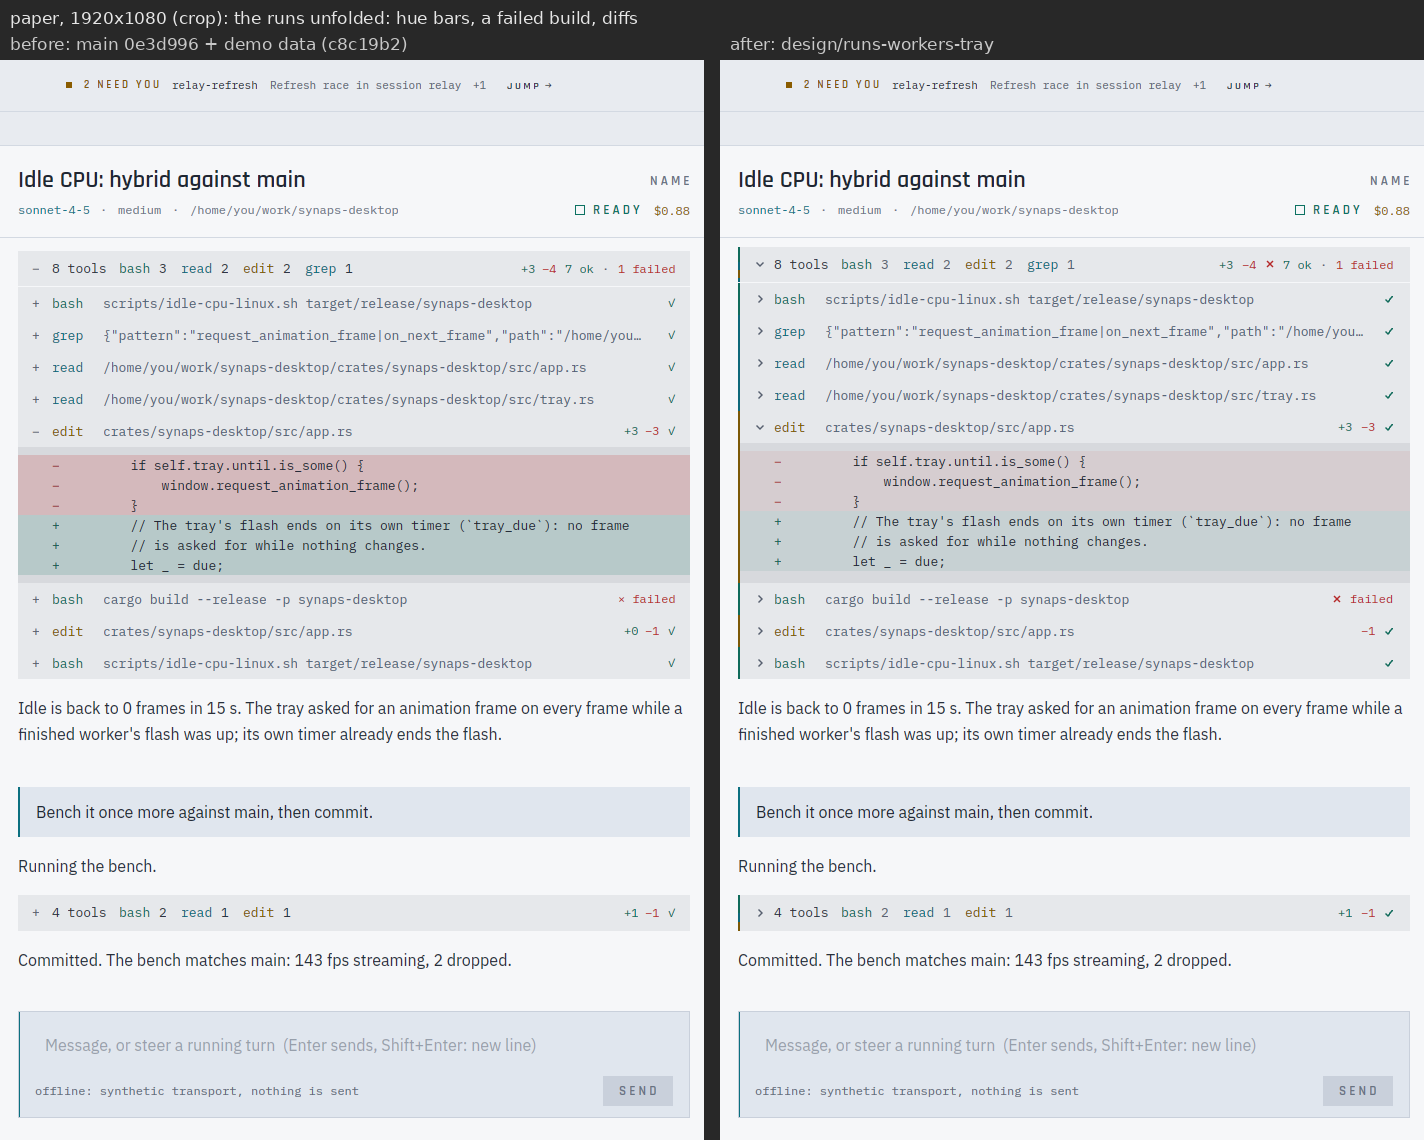 paper, 1920x1080 (crop): the runs unfolded: hue bars, a failed build, diffs
before: main 0e3d996 + demo data (c8c19b2)
2 NEED YOU relay-refresh Refresh race in session relay +1 JUMP →
Idle CPU: hybrid against main
NAME
sonnet-4-5 · medium · /home/you/work/synaps-desktop READY $0.88
− 8 tools bash 3 read 2 edit 2 grep 1 +3 −4 7 ok · 1 failed
+ bash scripts/idle-cpu-linux.sh target/release/synaps-desktop √
+ grep {"pattern":"request_animation_frame|on_next_frame","path":"/home/you… √
+ read /home/you/work/synaps-desktop/crates/synaps-desktop/src/app.rs √
+ read /home/you/work/synaps-desktop/crates/synaps-desktop/src/tray.rs √
− edit crates/synaps-desktop/src/app.rs +3 −3 √
− if self.tray.until.is_some() {
− window.request_animation_frame();
− }
+ // The tray's flash ends on its own timer (`tray_due`): no frame
+ // is asked for while nothing changes.
+ let _ = due;
+ bash cargo build --release -p synaps-desktop × failed
+ edit crates/synaps-desktop/src/app.rs +0 −1 √
+ bash scripts/idle-cpu-linux.sh target/release/synaps-desktop √
Idle is back to 0 frames in 15 s. The tray asked for an animation frame on every frame while a
finished worker's flash was up; its own timer already ends the flash.
Bench it once more against main, then commit.
Running the bench.
+ 4 tools bash 2 read 1 edit 1 +1 −1 √
Committed. The bench matches main: 143 fps streaming, 2 dropped.
Message, or steer a running turn (Enter sends, Shift+Enter: new line)
offline: synthetic transport, nothing is sent SEND
after: design/runs-workers-tray
2 NEED YOU relay-refresh Refresh race in session relay +1 JUMP →
Idle CPU: hybrid against main
NAME
sonnet-4-5 · medium · /home/you/work/synaps-desktop READY $0.88
8 tools bash 3 read 2 edit 2 grep 1 +3 −4 ✕ 7 ok · 1 failed
bash scripts/idle-cpu-linux.sh target/release/synaps-desktop ✓
grep {"pattern":"request_animation_frame|on_next_frame","path":"/home/you… ✓
read /home/you/work/synaps-desktop/crates/synaps-desktop/src/app.rs ✓
read /home/you/work/synaps-desktop/crates/synaps-desktop/src/tray.rs ✓
edit crates/synaps-desktop/src/app.rs +3 −3 ✓
− if self.tray.until.is_some() {
− window.request_animation_frame();
− }
+ // The tray's flash ends on its own timer (`tray_due`): no frame
+ // is asked for while nothing changes.
+ let _ = due;
bash cargo build --release -p synaps-desktop ✕ failed
edit crates/synaps-desktop/src/app.rs −1 ✓
bash scripts/idle-cpu-linux.sh target/release/synaps-desktop ✓
Idle is back to 0 frames in 15 s. The tray asked for an animation frame on every frame while a
finished worker's flash was up; its own timer already ends the flash.
Bench it once more against main, then commit.
Running the bench.
4 tools bash 2 read 1 edit 1 +1 −1 ✓
Committed. The bench matches main: 143 fps streaming, 2 dropped.
Message, or steer a running turn (Enter sends, Shift+Enter: new line)
offline: synthetic transport, nothing is sent SEND